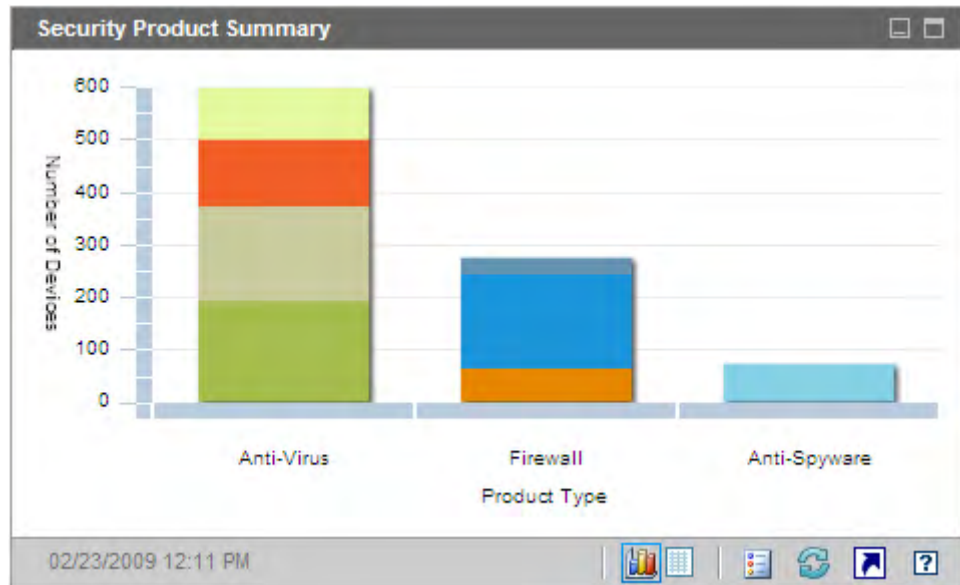 Security Product Summary
600
500
400
300
200
100
0
Number of Devices
Anti-Virus
Firewall
Anti-Spyware
Product Type
02/23/2009 12:11 PM
?